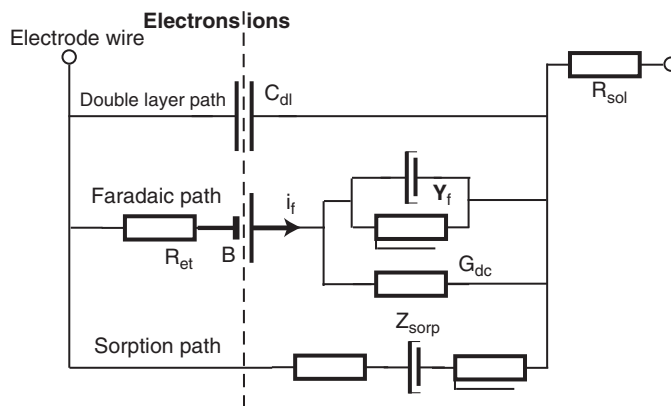 Electrons ions
Electrode wire
Double layer path
Cdl
Rsol
Faradaic path
if
Yf
Ret
B
Gdc
Zsorp
Sorption path